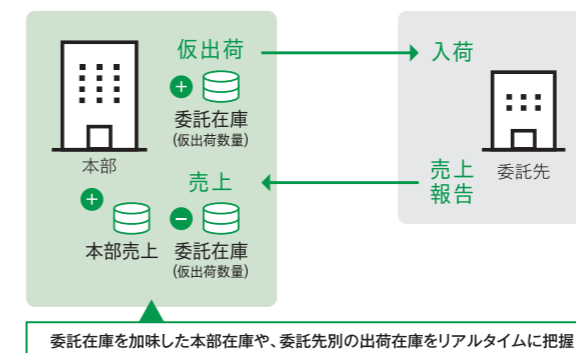 仮出荷
入荷
+
委託在庫
(仮出荷数量)
本部
売上
売上
報告
委託先
+
−
本部売上
委託在庫
(仮出荷数量)
委託在庫を加味した本部在庫や、委託先別の出荷在庫をリアルタイムに把握